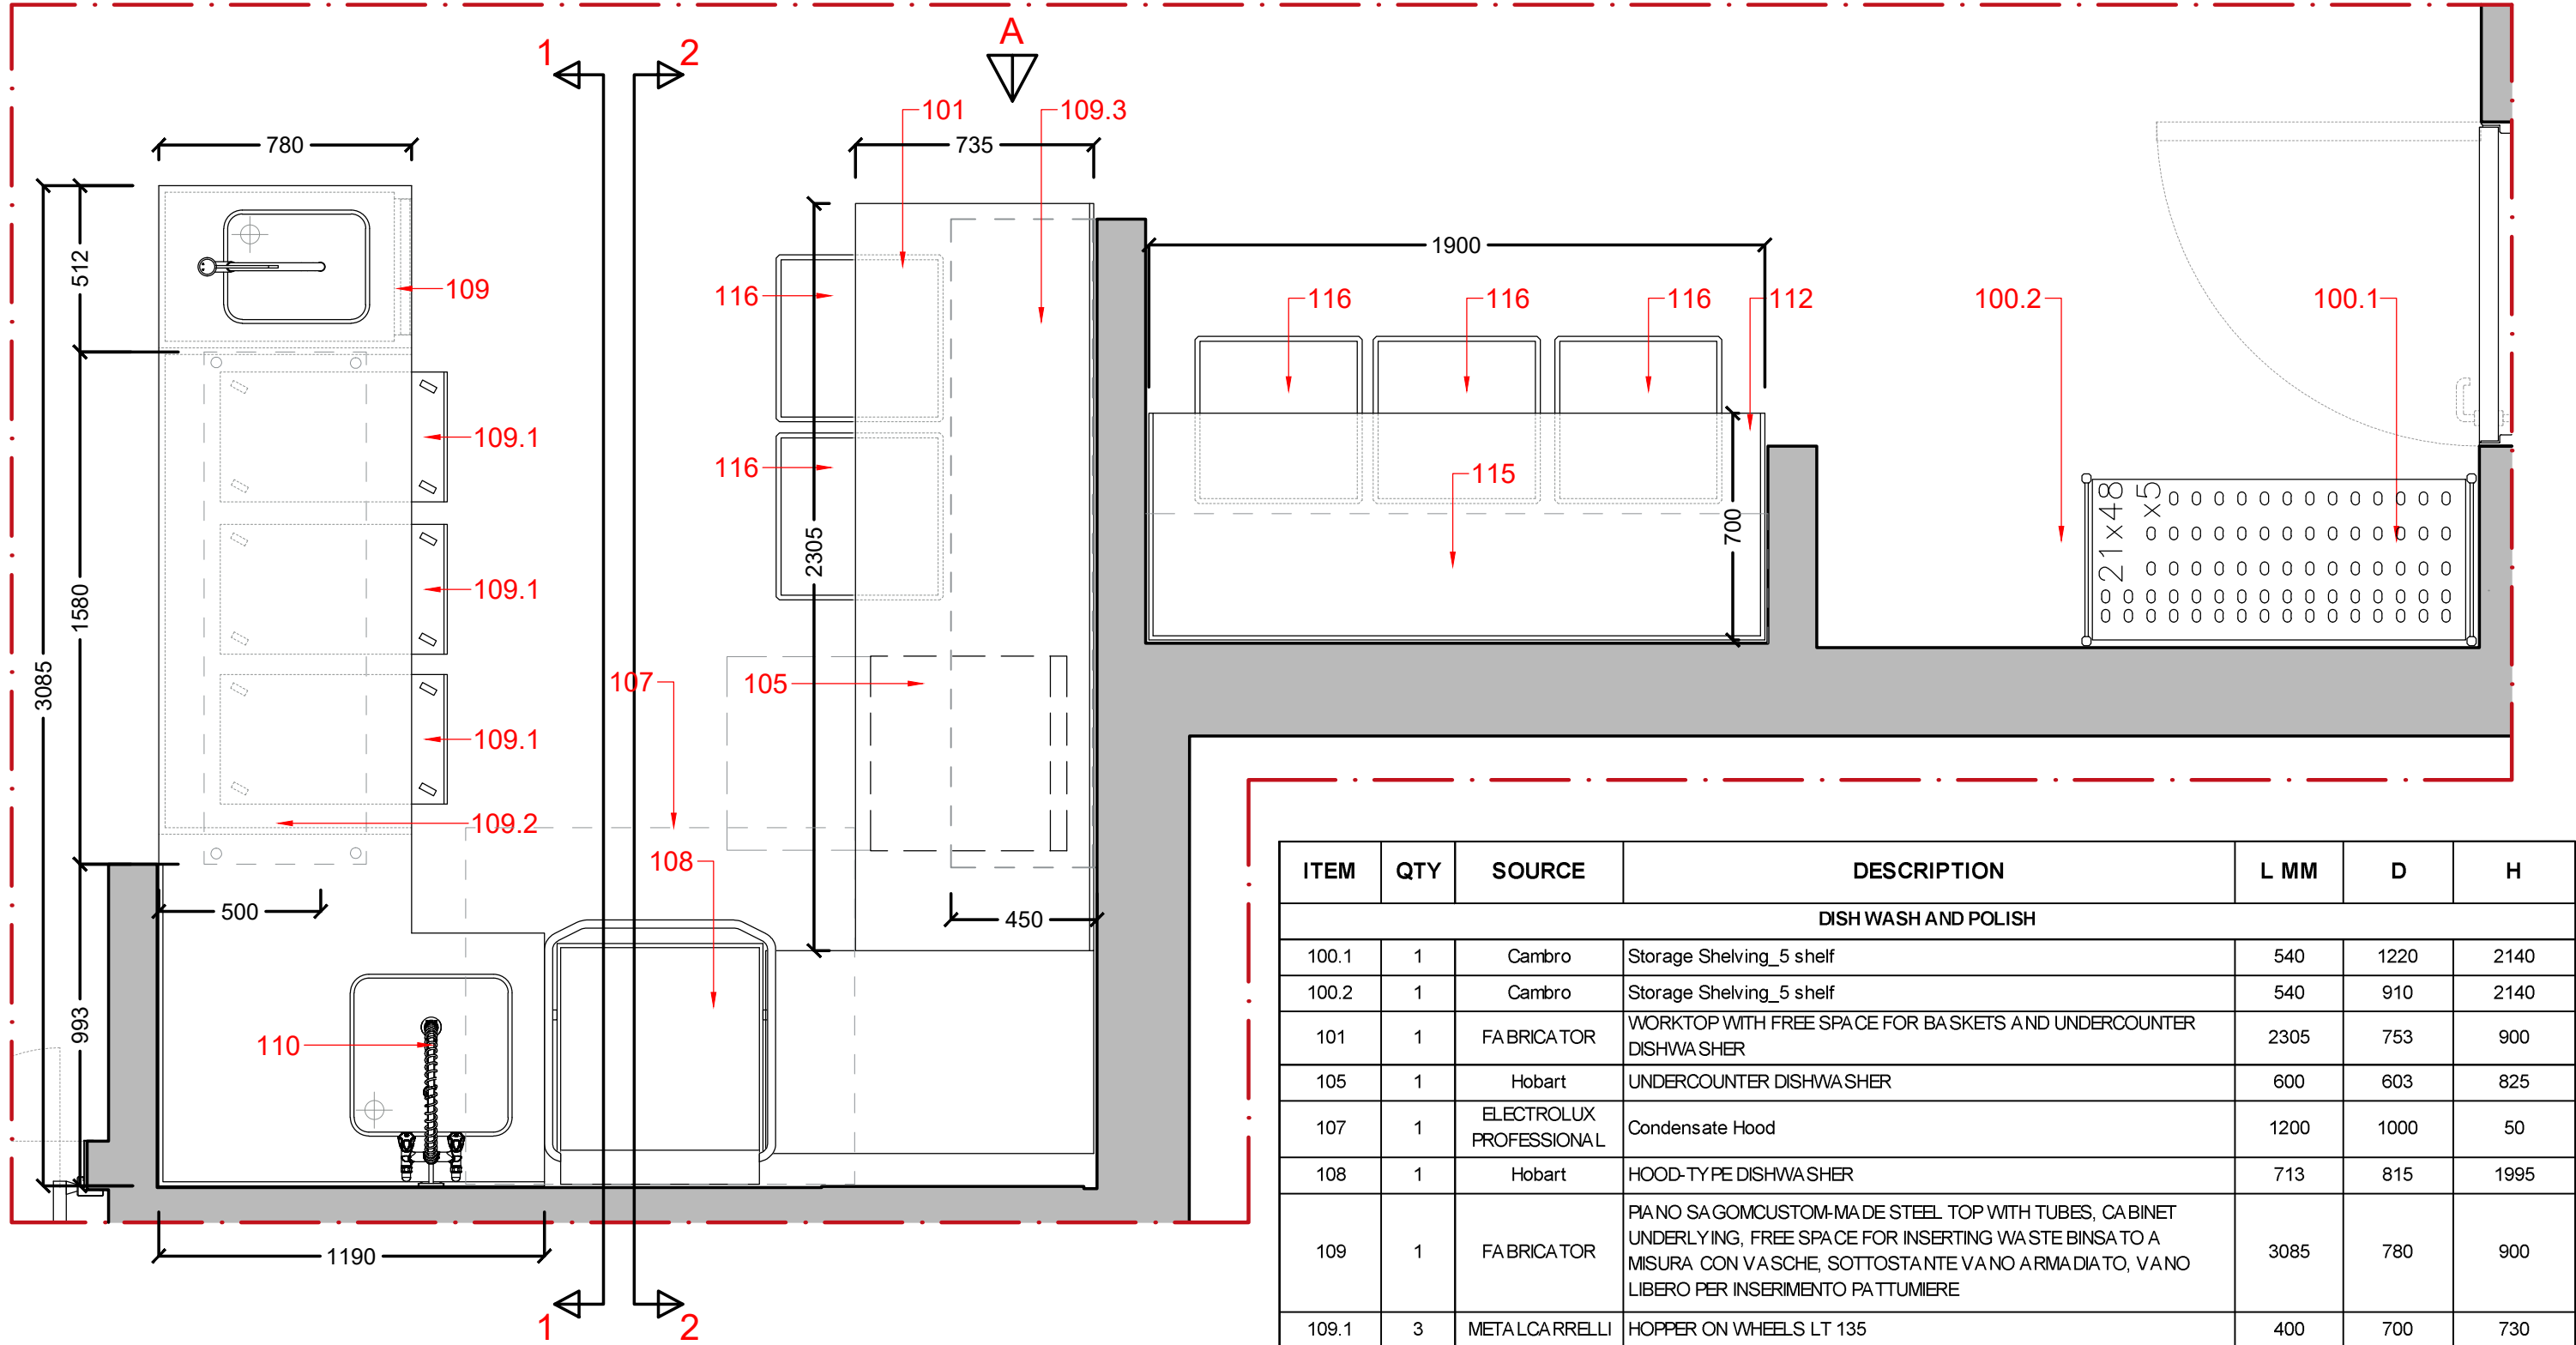 1
2
A
101
109.3
780
735
512
109
116
1900
116
116
116
112
100.2
100.1
109.1
116
115
21x48
x5
2305
700
1580
109.1
3085
107
105
109.1
109.2
108
500
450
993
110
1190
1
2
ITEM QTY SOURCE DESCRIPTION L MM D H
DISH WASH AND POLISH
100.1 1 Cambro Storage Shelving_5 shelf 540 1220 2140
100.2 1 Cambro Storage Shelving_5 shelf 540 910 2140
101 1 FABRICATOR WORKTOP WITH FREE SPACE FOR BASKETS AND UNDERCOUNTER
DISHWASHER 2305 753 900
105 1 Hobart UNDERCOUNTER DISHWASHER 600 603 825
107 1 ELECTROLUX
PROFESSIONAL Condensate Hood 1200 1000 50
108 1 Hobart HOOD-TYPE DISHWASHER 713 815 1995
109 1 FABRICATOR PIANO SAGOMCUSTOM-MADE STEEL TOP WITH TUBES, CABINET
UNDERLYING, FREE SPACE FOR INSERTING WASTE BINSATO A
MISURA CON VASCHE, SOTTOSTANTE VANO ARMADIATO, VANO
LIBERO PER INSERIMENTO PATTUMIERE 3085 780 900
109.1 3 METALCARRELLI HOPPER ON WHEELS LT 135 400 700 730